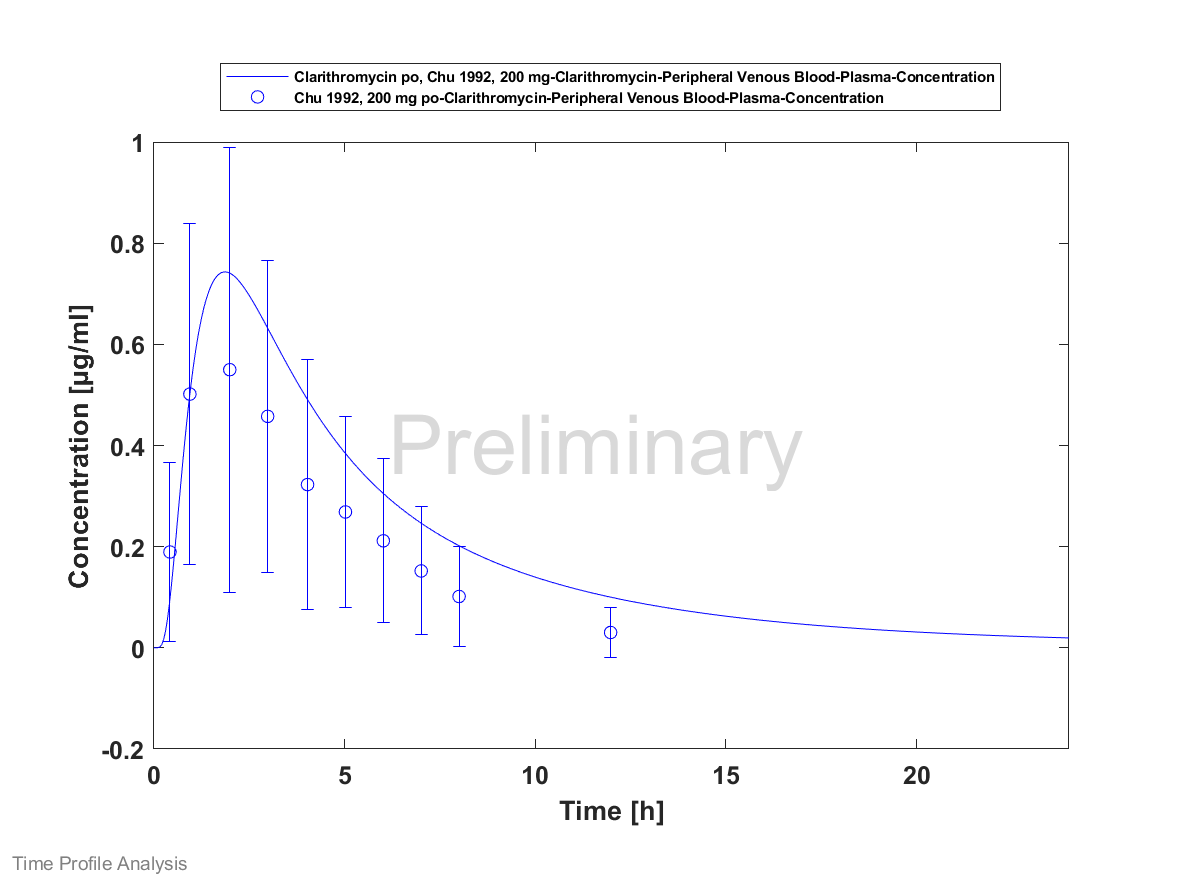 Clarithromycin po, Chu 1992, 200 mg-Clarithromycin-Peripheral Venous Blood-Plasma-Concentration
Chu 1992, 200 mg po-Clarithromycin-Peripheral Venous Blood-Plasma-Concentration
1
0.8
0.6
0.4
0.2
0
-0.2
Concentration [µg/ml]
Preliminary
0 5 10 15 20
Time [h]
Time Profile Analysis